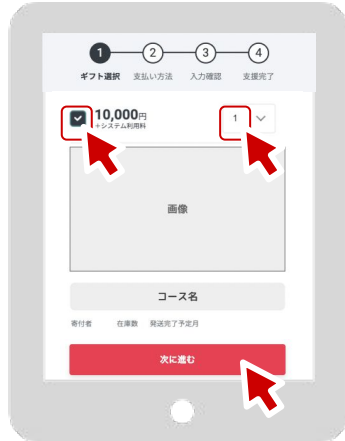 1 2 3 4
ギフト選択 支払い方法 入力確認 支援完了
10,000円
+システム利用料
1
画像
コース名
寄付者 在庫数 発送完了予定月
次に進む